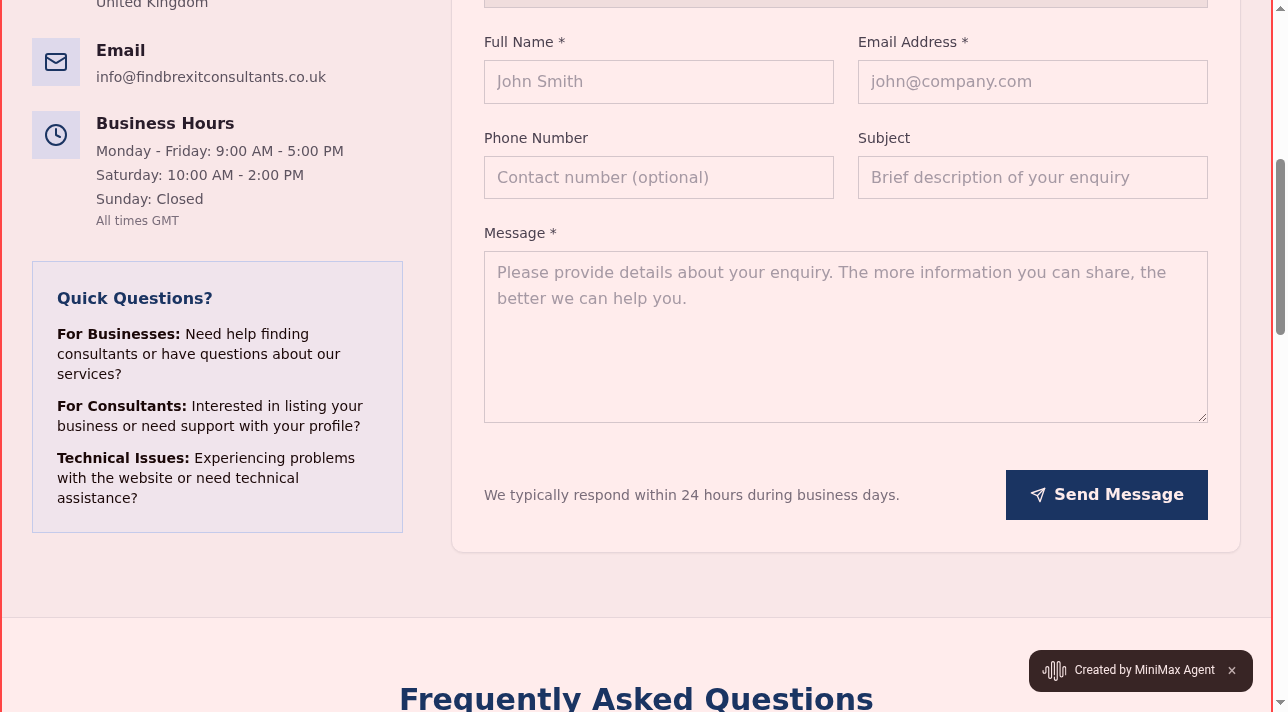 United Kingdom
Email
info@findbrexitconsultants.co.uk
Business Hours
Monday - Friday: 9:00 AM - 5:00 PM
Saturday: 10:00 AM - 2:00 PM
Sunday: Closed
All times GMT
Quick Questions?
For Businesses: Need help finding
consultants or have questions about our
services?
For Consultants: Interested in listing your
business or need support with your profile?
Technical Issues: Experiencing problems
with the website or need technical
assistance?
Full Name *
Email Address *
John Smith
john@company.com
Phone Number
Subject
Contact number (optional)
Brief description of your enquiry
Message *
Please provide details about your enquiry. The more information you can share, the
better we can help you.
We typically respond within 24 hours during business days.
Send Message
Frequently Asked Questions
Created by MiniMax Agent